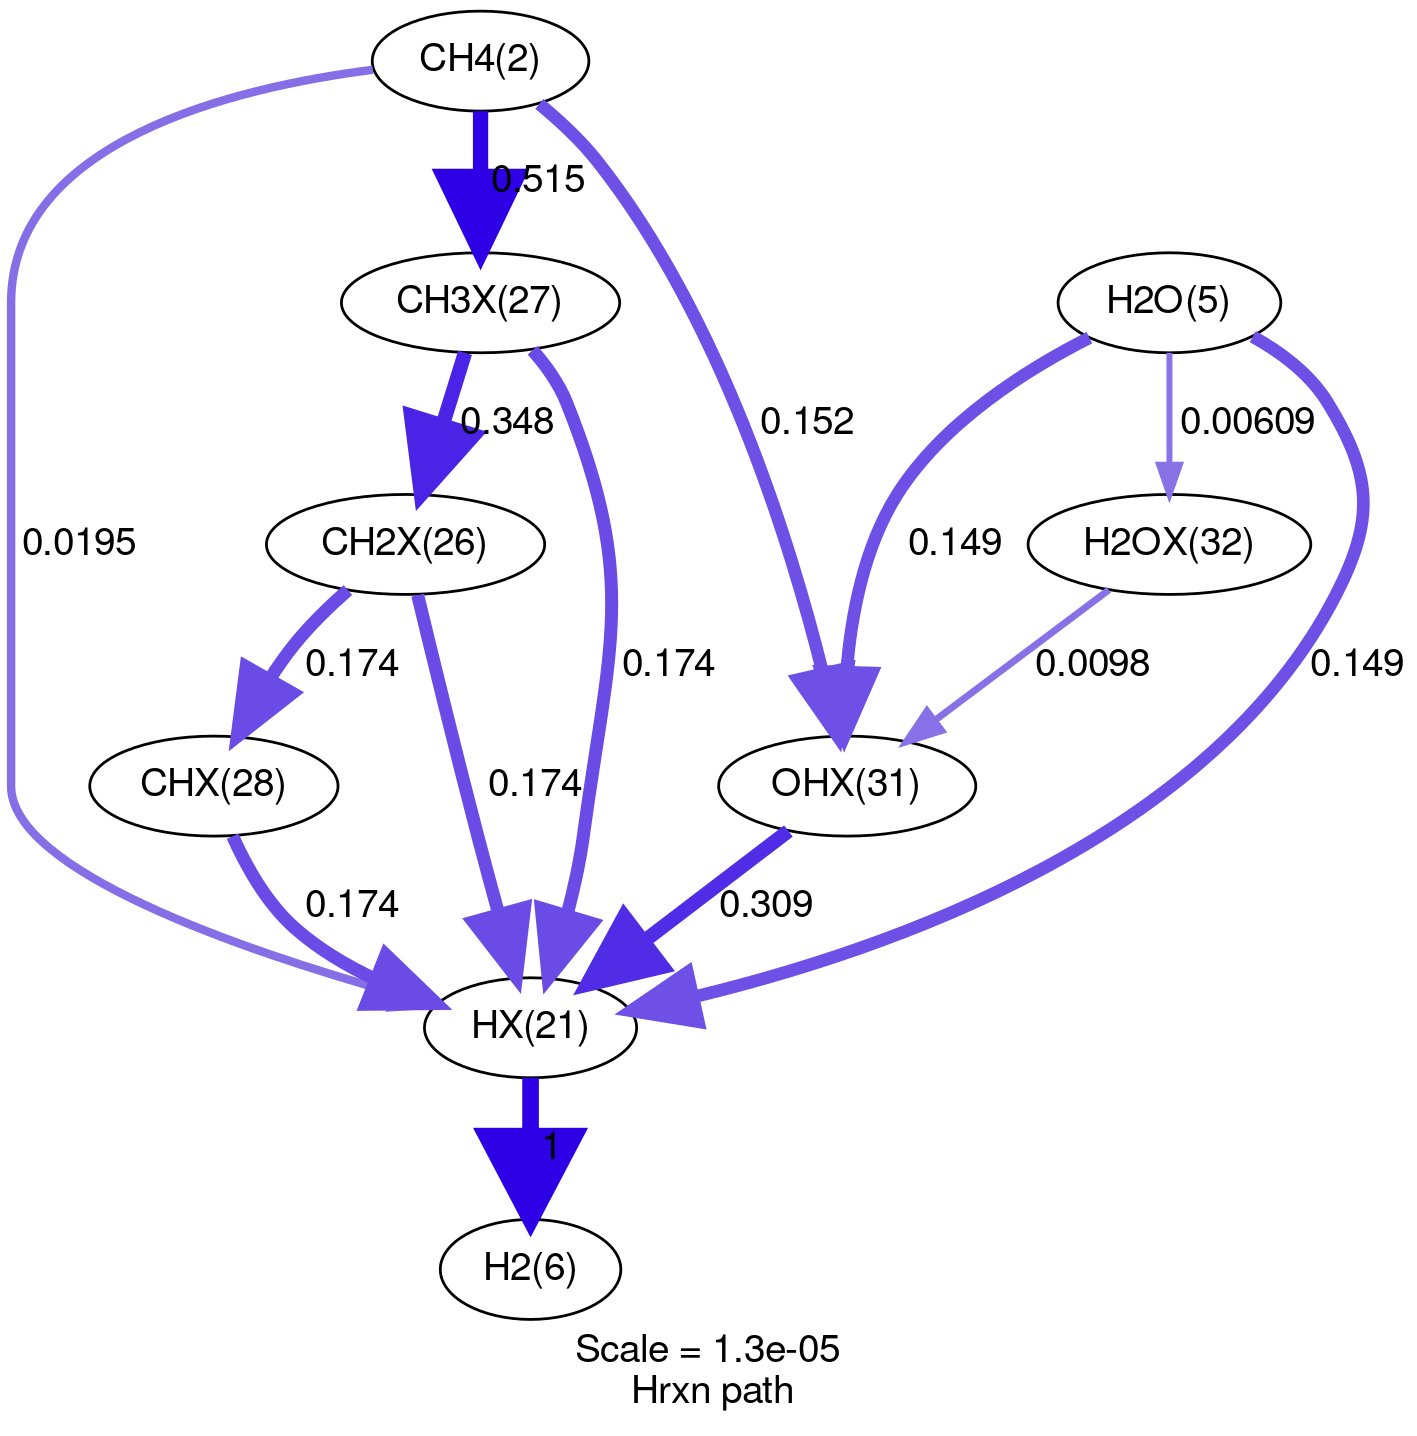 CH4(2)
0.515
CH3X(27)
H2O(5)
0.348
0.152
0.00609
0.0195
CH2X(26)
0.149
H2OX(32)
0.174
0.174
0.0098
0.149
CHX(28)
0.174
OHX(31)
0.174
0.309
HX(21)
1
H2(6)
Scale = 1.3e-05
Hrxn path